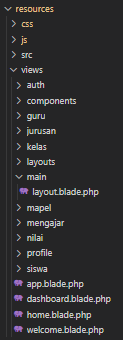 resources
css
js
src
views
auth
components
guru
jurusan
kelas
layouts
main
layout.blade.php
mapel
mengajar
nilai
profile
siswa
app.blade.php
dashboard.blade.php
home.blade.php
welcome.blade.php